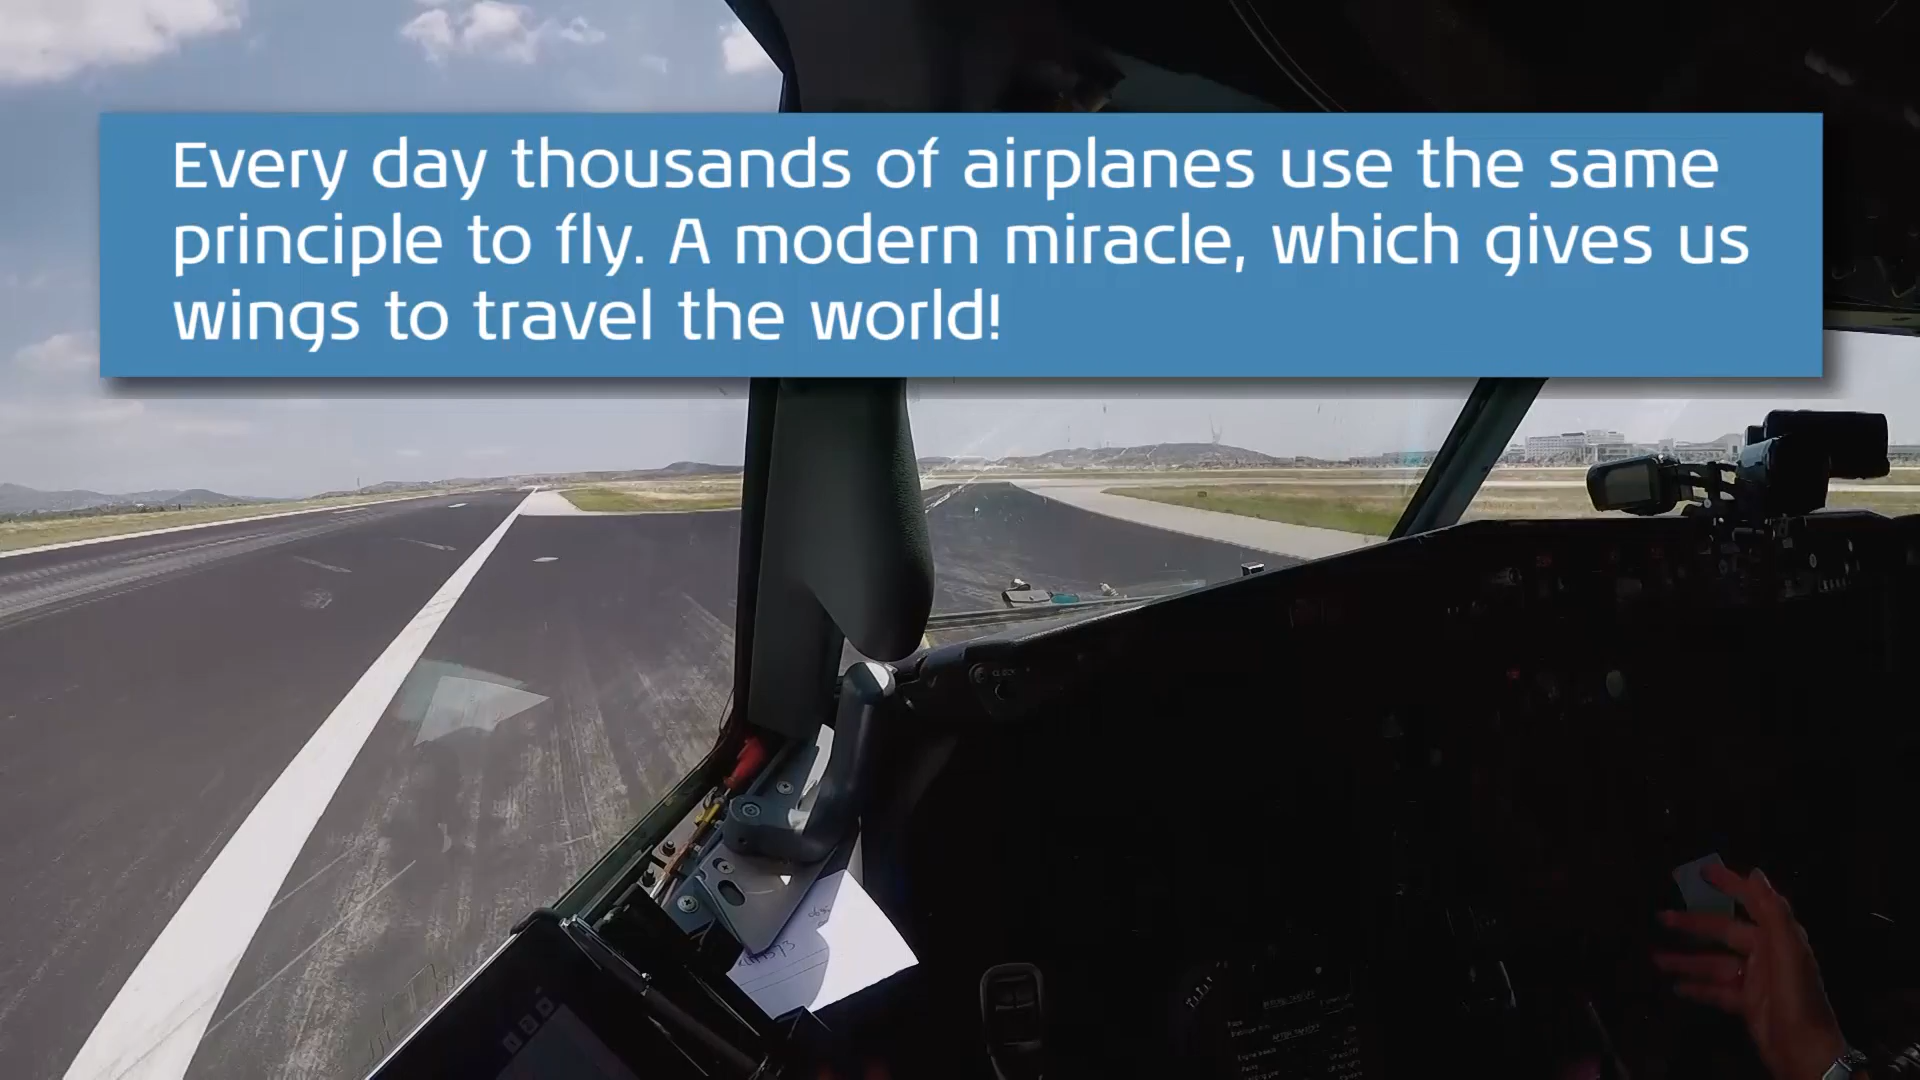 Every day thousands of airplanes use the same
principle to fly. A modern miracle, which gives us
wings to travel the world!
CLOCK